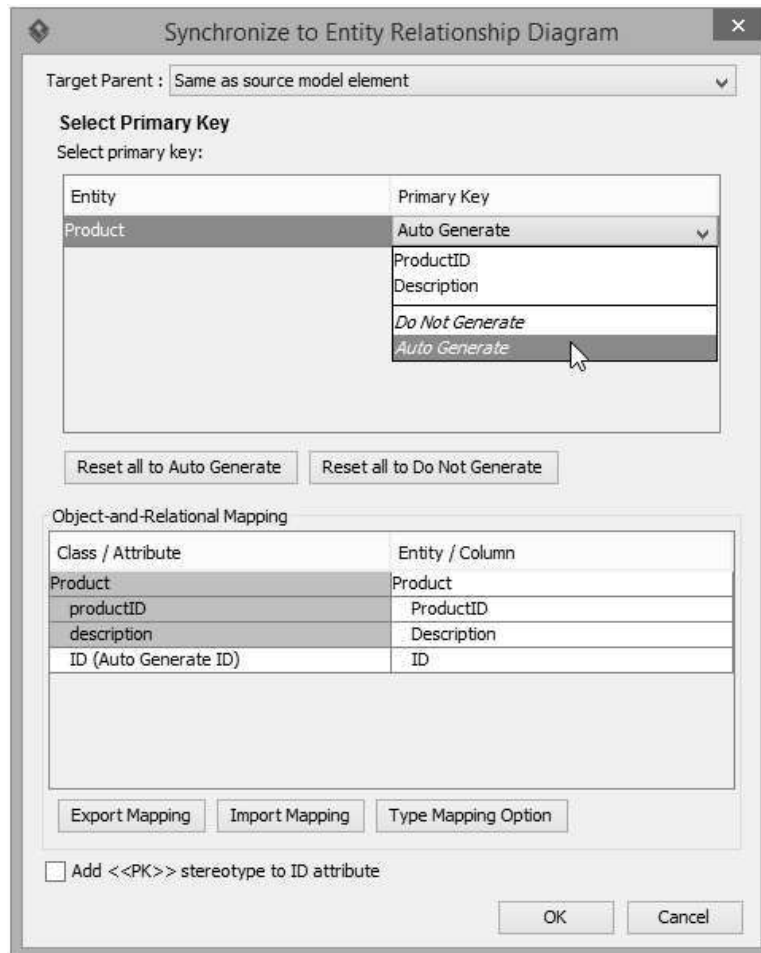 Synchronize to Entity Relationship Diagram
Target Parent : Same as source model element
Select Primary Key
Select primary key:
Entity Primary Key
Product Auto Generate
ProductID
Description
Do Not Generate
Auto Generate
Reset all to Auto Generate Reset all to Do Not Generate
Object-and-Relational Mapping
Class / Attribute Entity / Column
Product Product
productID ProductID
description Description
ID (Auto Generate ID) ID
Export Mapping Import Mapping Type Mapping Option
Add <<PK>> stereotype to ID attribute
OK Cancel